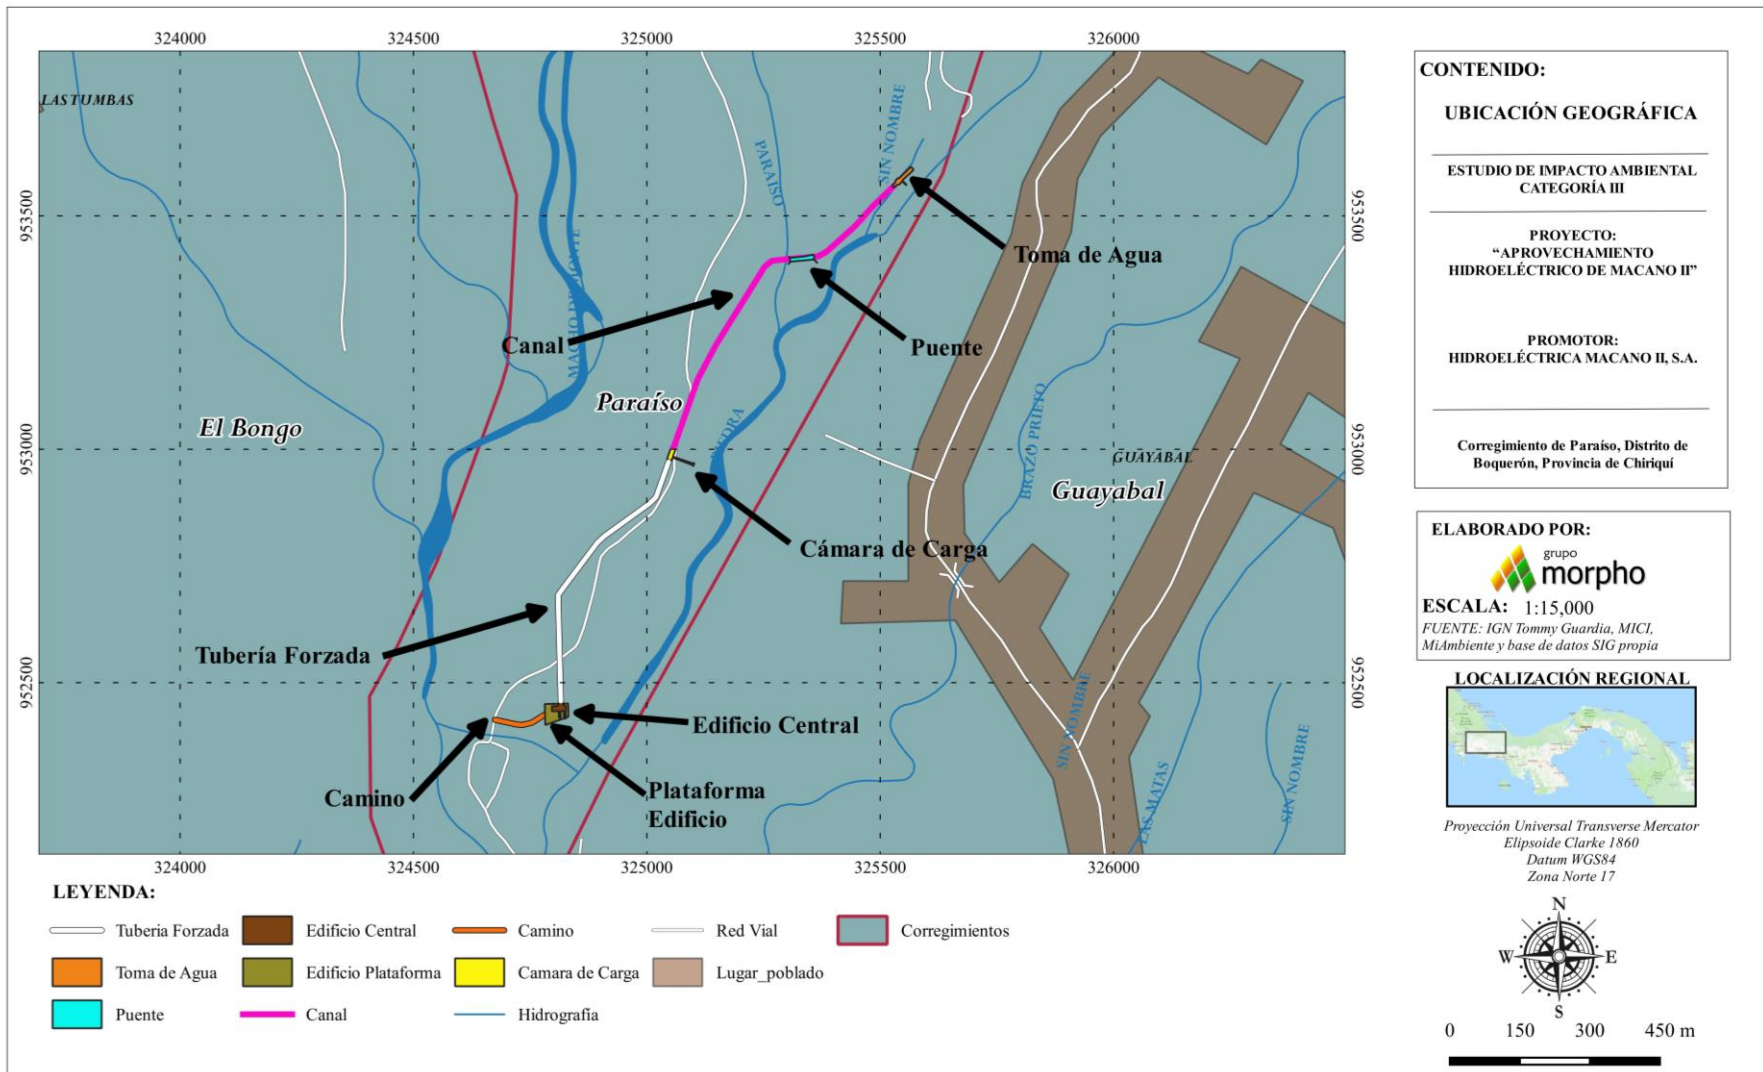 324000 324500 325000 325500 326000
LAS TUMBAS
953500
953000
952500
953500
953000
952500
PARAISO
SIN NOMBRE
MACHO DE MONTE
Toma de Agua
Canal
Puente
Paraíso
El Bongo
PIEDRA
BRAZO PRIETO
GUAYABAL
Guayabal
Cámara de Carga
Tubería Forzada
Edificio Central
Camino
Plataforma
Edificio
SIN NOMBRE
LAS MATAS
SIN NOMBRE
324000 324500 325000 325500 326000
LEYENDA:
Tuberia Forzada Edificio Central Camino Red Vial Corregimientos
Toma de Agua Edificio Plataforma Camara de Carga Lugar_poblado
Puente Canal Hidrografía
CONTENIDO:
UBICACIÓN GEOGRÁFICA
ESTUDIO DE IMPACTO AMBIENTAL
CATEGORÍA III
PROYECTO:
“APROVECHAMIENTO
HIDROELÉCTRICO DE MACANO II”
PROMOTOR:
HIDROELÉCTRICA MACANO II, S.A.
Corregimiento de Paraíso, Distrito de
Boquerón, Provincia de Chiriquí
ELABORADO POR:
grupo
morpho
ESCALA: 1:15,000
FUENTE: IGN Tommy Guardia, MICI,
MiAmbiente y base de datos SIG propia
LOCALIZACIÓN REGIONAL
Proyección Universal Transverse Mercator
Elipsoide Clarke 1860
Datum WGS84
Zona Norte 17
N
W E
S
0 150 300 450 m